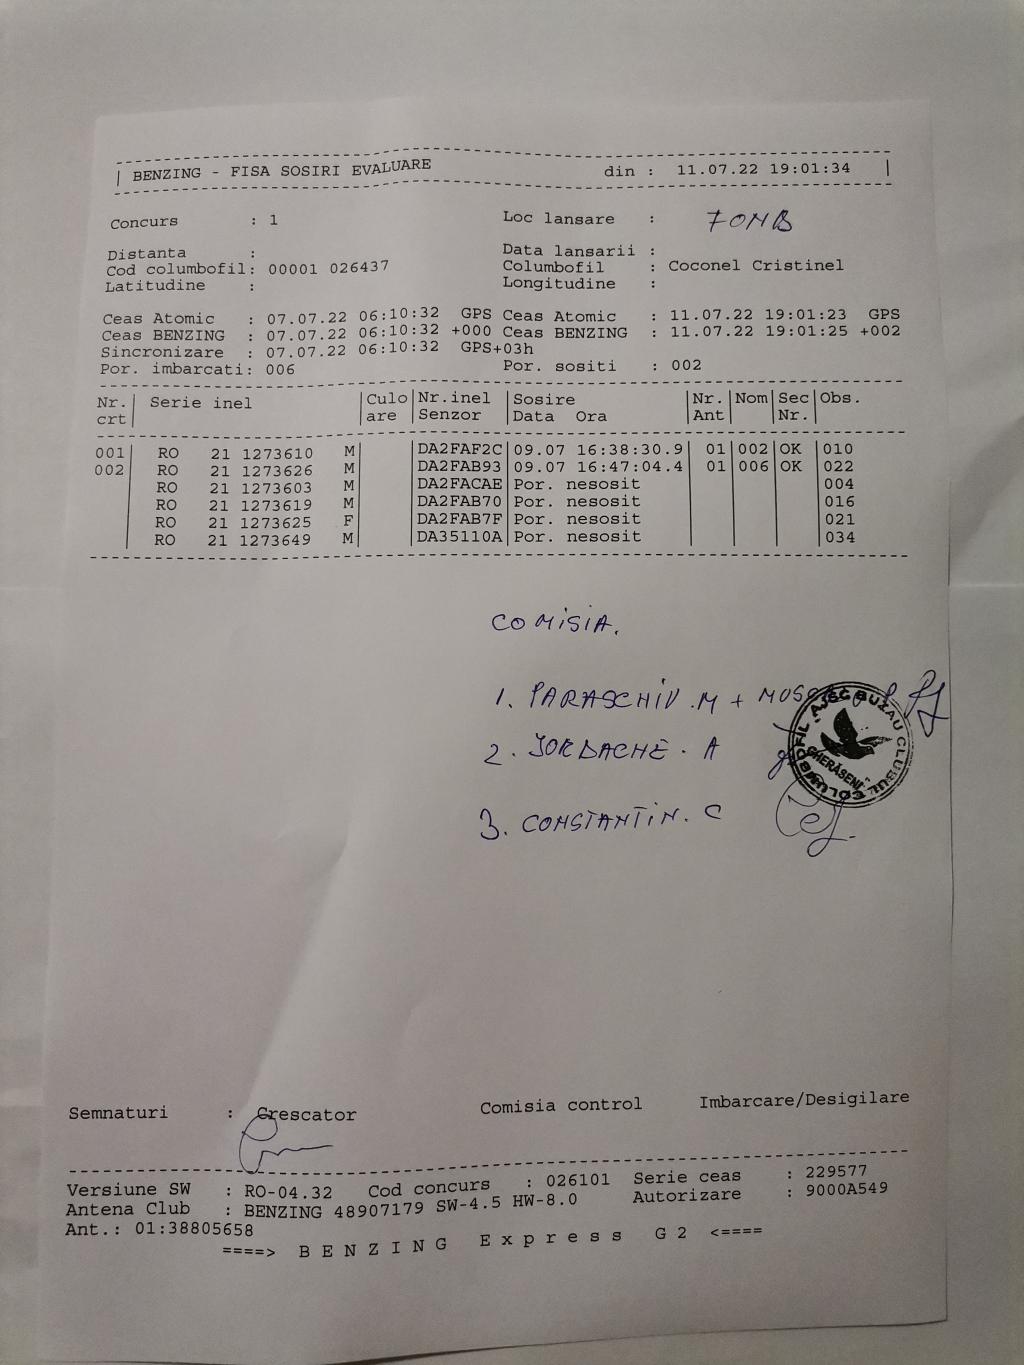 | BENZING - FISA SOSIRI EVALUARE din : 11.07.22 19:01:34 |
Concurs : 1 Loc lansare :
Distanta : Data lansarii :
Cod columbofil: 00001 026437 Columbofil : Coconel Cristinel
Latitudine : Longitudine :
Ceas Atomic : 07.07.22 06:10:32 GPS Ceas Atomic : 11.07.22 19:01:23 GPS
Ceas BENZING : 07.07.22 06:10:32 +000 Ceas BENZING : 11.07.22 19:01:25 +002
Sincronizare : 07.07.22 06:10:32 GPS+03h
Por. imbarcati: 006 Por. sositi : 002
Nr. Serie inel Culo Nr.inel Sosire Nr. Nom Sec Obs.
crt are Senzor Data Ora Ant Nr.
001 RO 21 1273610 M DA2FAF2C 09.07 16:38:30.9 01 002 OK 010
002 RO 21 1273626 M DA2FAB93 09.07 16:47:04.4 01 006 OK 022
RO 21 1273603 M DA2FACAE Por. nesosit 004
RO 21 1273619 M DA2FAB70 Por. nesosit 016
RO 21 1273625 F DA2FAB7F Por. nesosit 021
RO 21 1273649 M DA35110A Por. nesosit 034
COMISIA.
1. PARASCHIV.M +
2. IORDACHE. A
3. CONSTANTIN. C
AJSC BUZAU CLUBUL COLUMBOFIL
"GHERĂSENI"
Semnaturi : Crescator Comisia control Imbarcare/Desigilare
Versiune SW : RO-04.32 Cod concurs : 026101 Serie ceas : 229577
Antena Club : BENZING 48907179 SW-4.5 HW-8.0 Autorizare : 9000A549
Ant.: 01:38805658
====> B E N Z I N G E x p r e s s G 2 <====